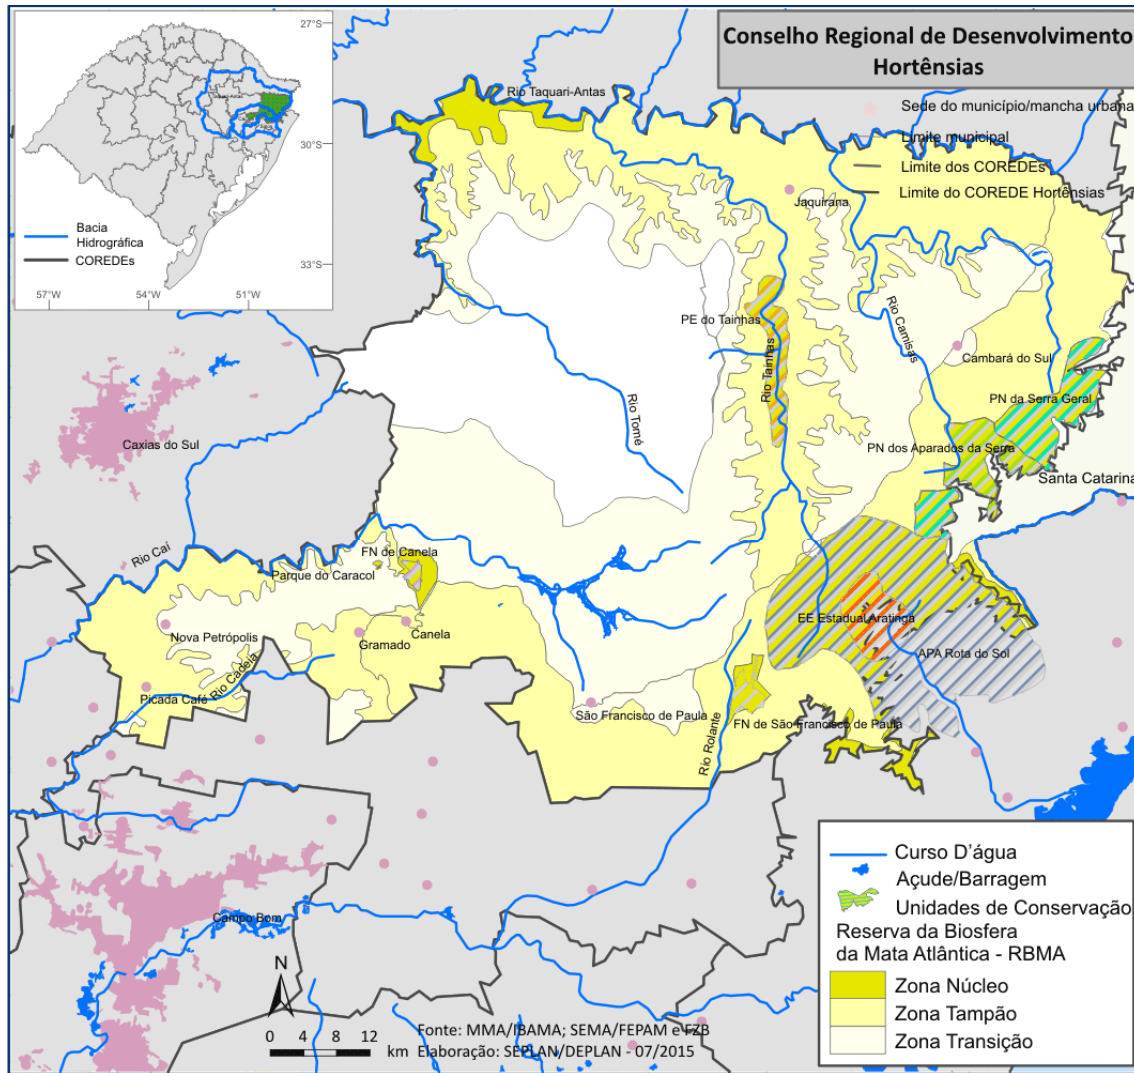 Conselho Regional de Desenvolvimento
Hortênsias
27°S
30°S
33°S
57°W
54°W
51°W
Bacia
Hidrográfica
COREDEs
Sede do município/mancha urbana
Limite municipal
Limite dos COREDEs
Limite do COREDE Hortênsias
Rio Taquari-Antas
Jaquirana
PE do Tainhas
Rio Tainhas
Rio Camisas
Cambará do Sul
PN da Serra Geral
PN dos Aparados da Serra
Santa Catarina
Rio Tomé
Caxias do Sul
Rio Caí
FN de Canela
Parque do Caracol
Nova Petrópolis
Canela
Gramado
Rio Cadeia
Picada Café
São Francisco de Paula
Rio Rolante
EE Estadual Aratinga
APA Rota do Sol
FN de São Francisco de Paula
Campo Bom
Curso D'água
Açude/Barragem
Unidades de Conservação
Reserva da Biosfera
da Mata Atlântica - RBMA
Zona Núcleo
Zona Tampão
Zona Transição
N
0 4 8 12
km
Fonte: MMA/IBAMA; SEMA/FEPAM e FZB
Elaboração: SEPLAN/DEPLAN - 07/2015